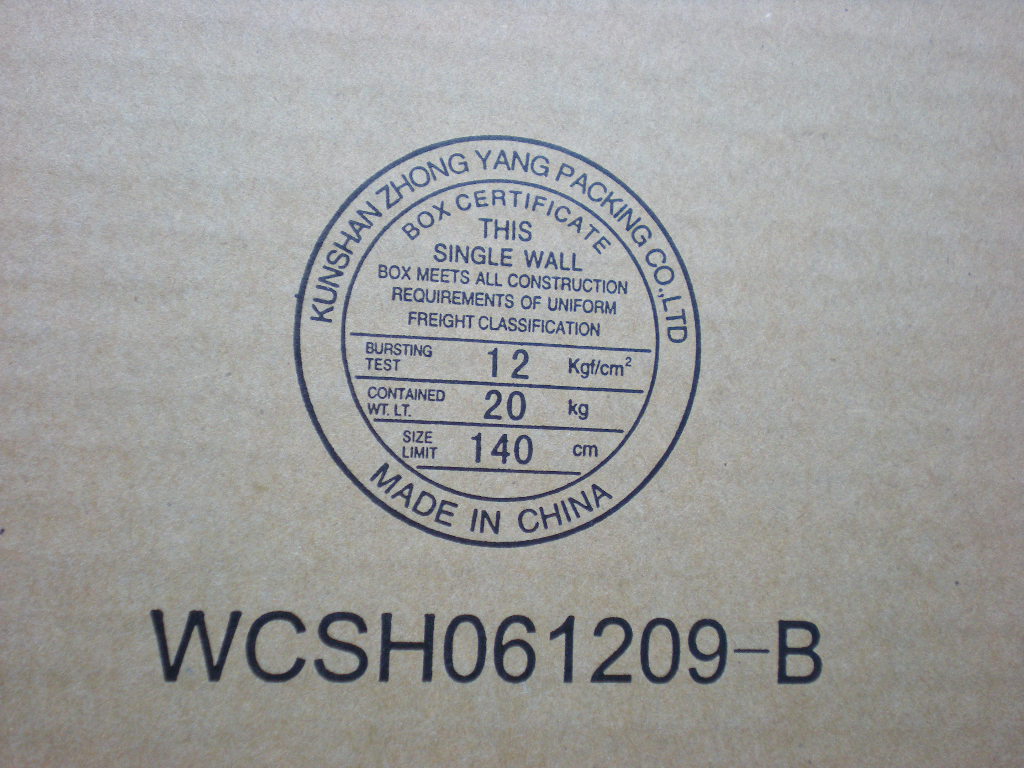 KUNSHAN ZHONG YANG PACKING CO.,LTD
BOX CERTIFICATE
THIS
SINGLE WALL
BOX MEETS ALL CONSTRUCTION
REQUIREMENTS OF UNIFORM
FREIGHT CLASSIFICATION
BURSTING TEST 12 Kgf/cm²
CONTAINED WT. LT. 20 kg
SIZE LIMIT 140 cm
MADE IN CHINA
WCSH061209-B